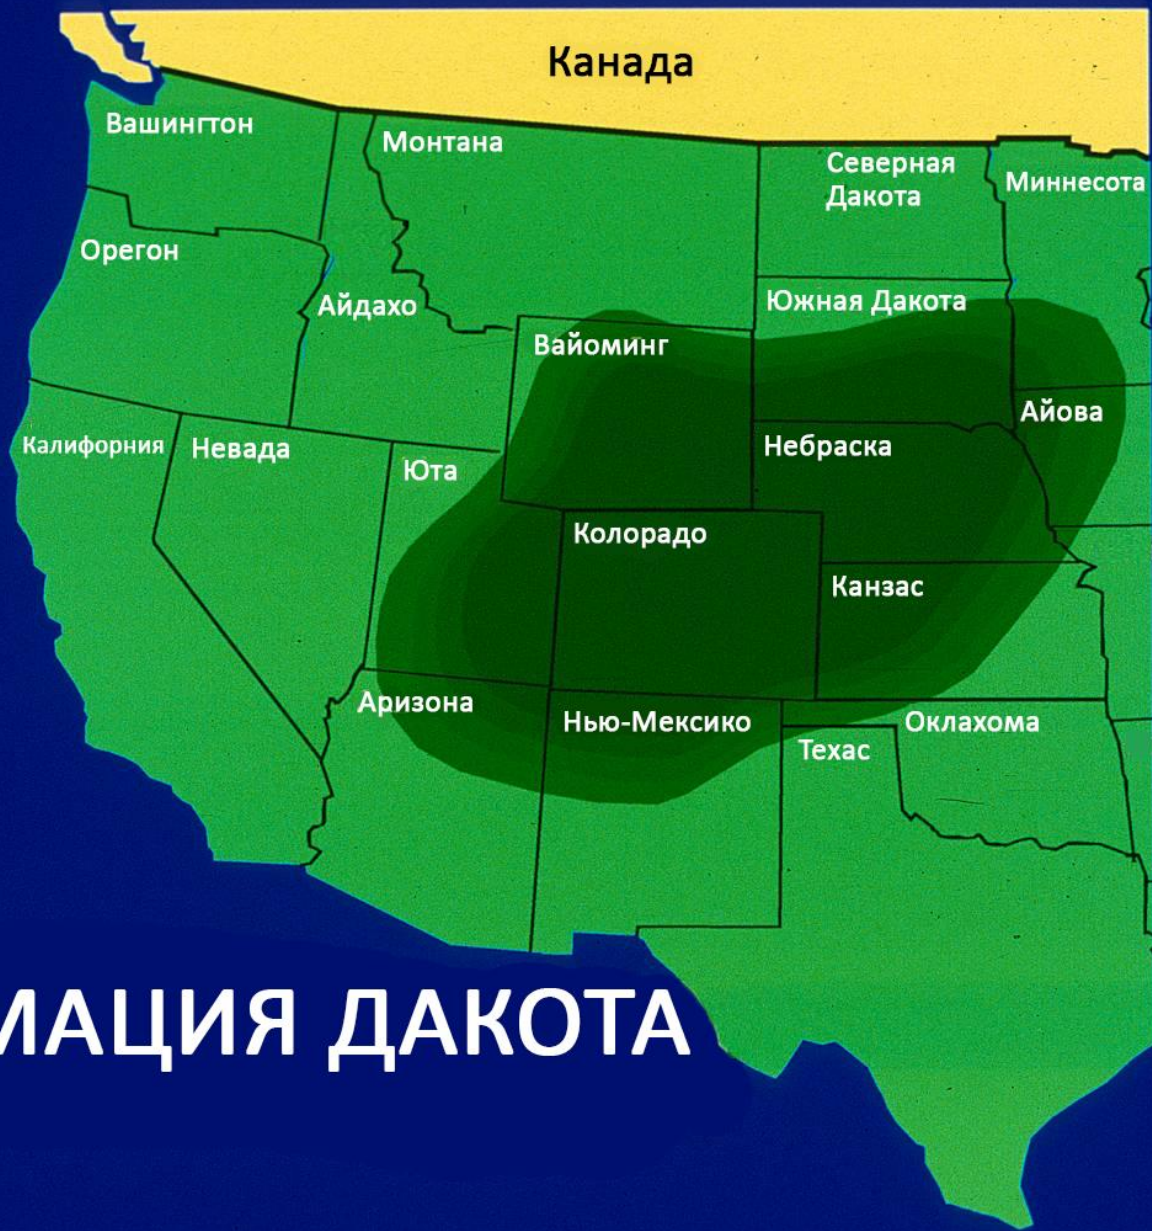 Канада
Вашингтон
Монтана
Северная
Дакота
Миннесота
Орегон
Айдахо
Южная Дакота
Вайоминг
Айова
Калифорния
Невада
Юта
Небраска
Колорадо
Канзас
Аризона
Нью-Мексико
Оклахома
Техас
МАЦИЯ ДАКОТА